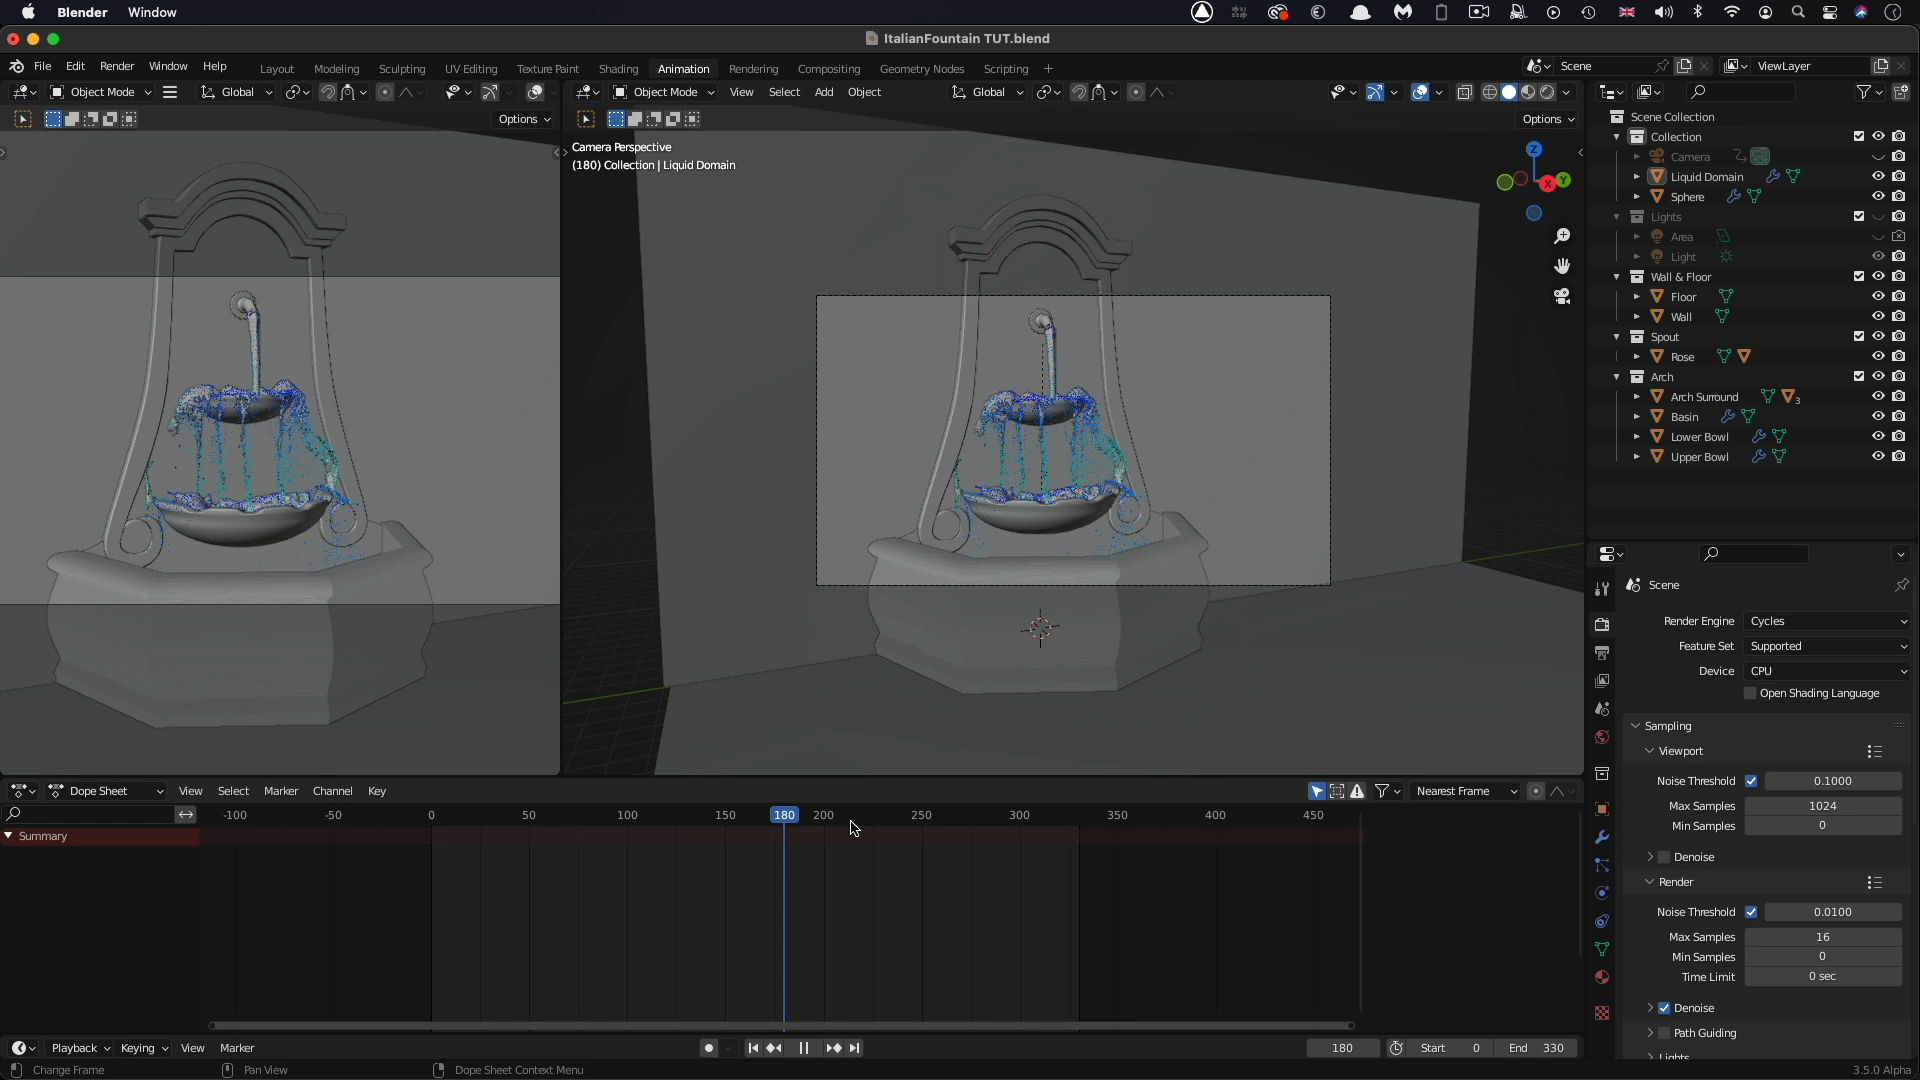 Blender Window
ItalianFountain TUT.blend
File Edit Render Window Help Layout Modeling Sculpting UV Editing Texture Paint Shading Animation Rendering Compositing Geometry Nodes Scripting + Scene ViewLayer
Object Mode Global Object Mode View Select Add Object Global
Options Options
Camera Perspective
(180) Collection | Liquid Domain
Z
X Y
Scene Collection
Collection
Camera
Liquid Domain
Sphere
Lights
Area
Light
Wall & Floor
Floor
Wall
Spout
Rose
Arch
Arch Surround 3
Basin
Lower Bowl
Upper Bowl
Scene
Render Engine Cycles
Feature Set Supported
Device CPU
Open Shading Language
Sampling
Viewport
Noise Threshold 0.1000
Max Samples 1024
Min Samples 0
Denoise
Render
Noise Threshold 0.0100
Max Samples 16
Min Samples 0
Time Limit 0 sec
Denoise
Path Guiding
Lights
Dope Sheet View Select Marker Channel Key Nearest Frame
-100 -50 0 50 100 150 180 200 250 300 350 400 450
Summary
Playback Keying View Marker 180 Start 0 End 330
Change Frame Pan View Dope Sheet Context Menu 3.5.0 Alpha